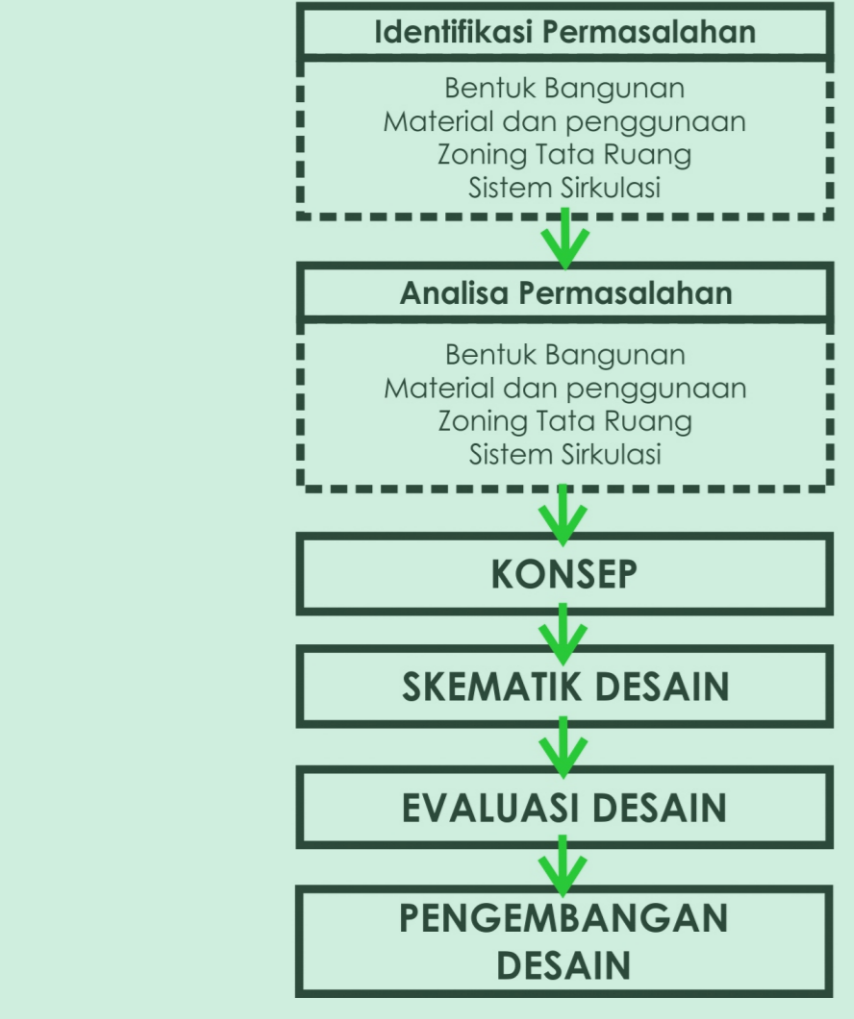 Identifikasi Permasalahan
Bentuk Bangunan
Material dan penggunaan
Zoning Tata Ruang
Sistem Sirkulasi
Analisa Permasalahan
Bentuk Bangunan
Material dan penggunaan
Zoning Tata Ruang
Sistem Sirkulasi
KONSEP
SKEMATIK DESAIN
EVALUASI DESAIN
PENGEMBANGAN
DESAIN